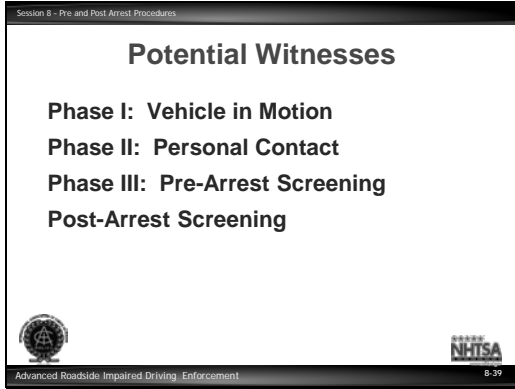 Session 8 – Pre and Post Arrest Procedures
Potential Witnesses
Phase I: Vehicle in Motion
Phase II: Personal Contact
Phase III: Pre-Arrest Screening
Post-Arrest Screening
NHTSA
Advanced Roadside Impaired Driving Enforcement
8-39